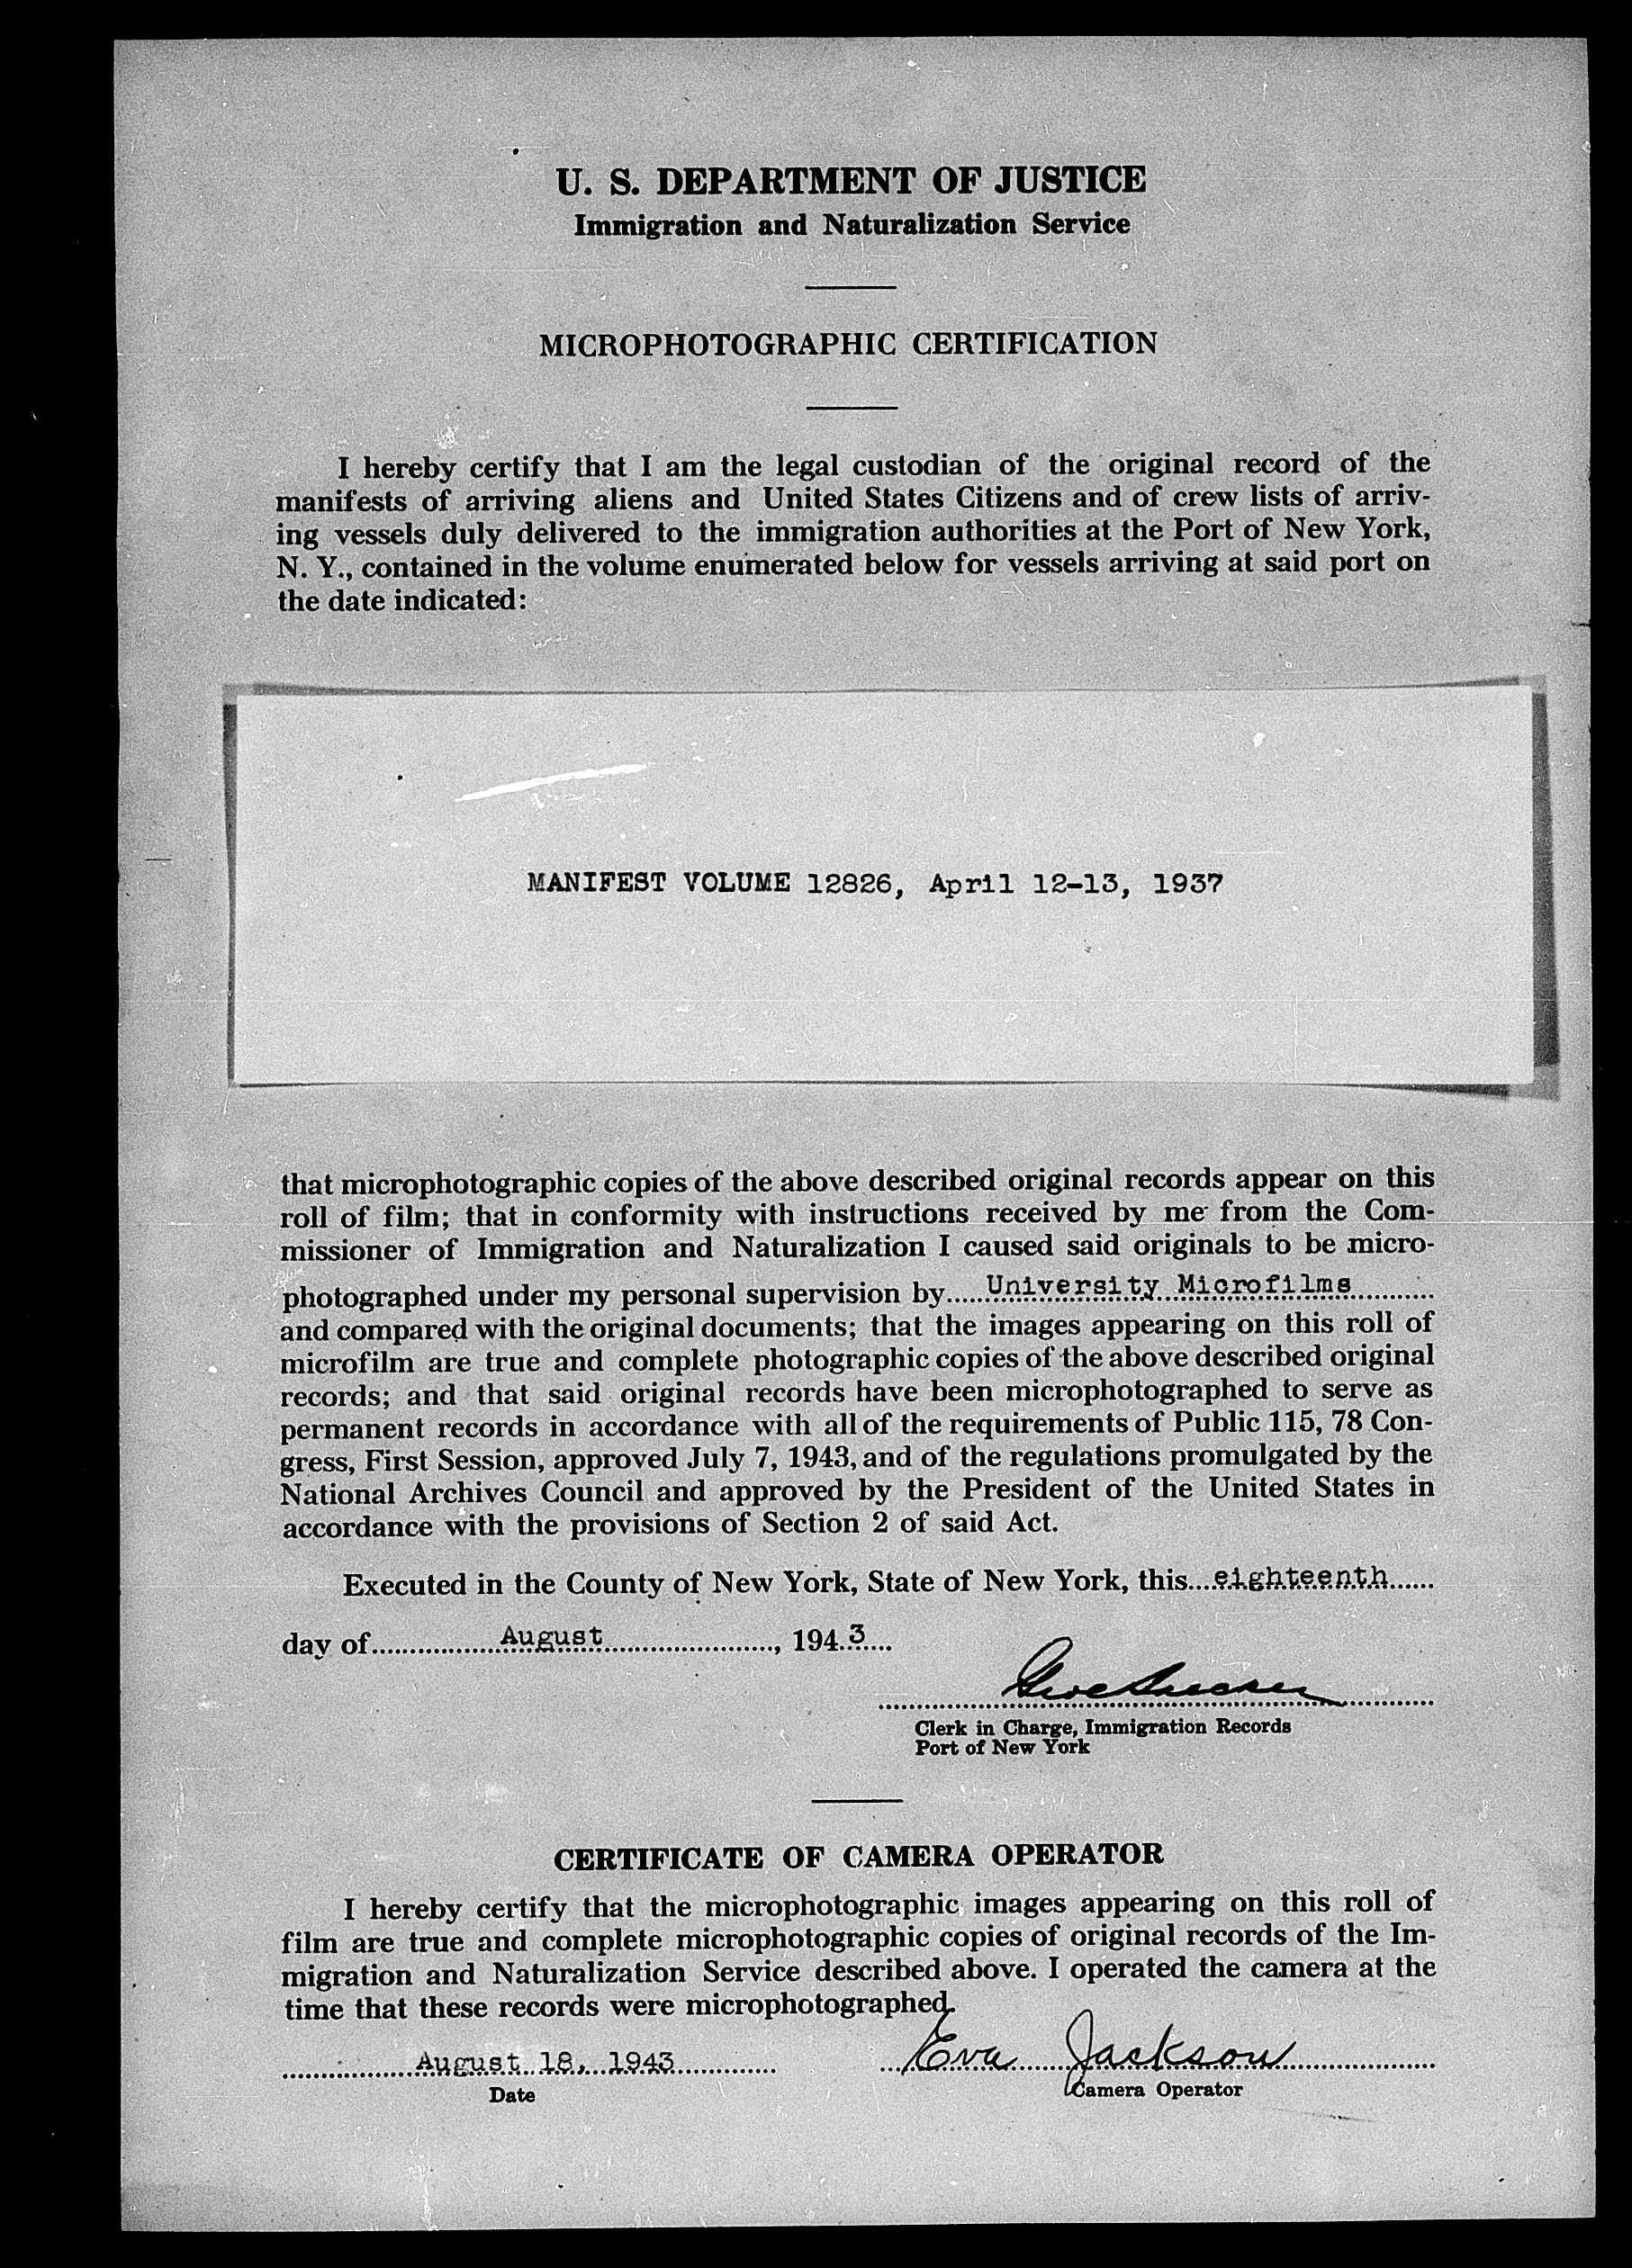 U. S. DEPARTMENT OF JUSTICE
Immigration and Naturalization Service
MICROPHOTOGRAPHIC CERTIFICATION
I hereby certify that I am the legal custodian of the original record of the
manifests of arriving aliens and United States Citizens and of crew lists of arriv-
ing vessels duly delivered to the immigration authorities at the Port of New York,
N. Y., contained in the volume enumerated below for vessels arriving at said port on
the date indicated:
MANIFEST VOLUME 12826, April 12-13, 1937
that microphotographic copies of the above described original records appear on this
roll of film; that in conformity with instructions received by me from the Com-
missioner of Immigration and Naturalization I caused said originals to be micro-
photographed under my personal supervision by University Microfilms
and compared with the original documents; that the images appearing on this roll of
microfilm are true and complete photographic copies of the above described original
records; and that said original records have been microphotographed to serve as
permanent records in accordance with all of the requirements of Public 115, 78 Con-
gress, First Session, approved July 7, 1943, and of the regulations promulgated by the
National Archives Council and approved by the President of the United States in
accordance with the provisions of Section 2 of said Act.
Executed in the County of New York, State of New York, this eighteenth
day of August, 1943
Clerk in Charge, Immigration Records
Port of New York
CERTIFICATE OF CAMERA OPERATOR
I hereby certify that the microphotographic images appearing on this roll of
film are true and complete microphotographic copies of original records of the Im-
migration and Naturalization Service described above. I operated the camera at the
time that these records were microphotographed.
August 18, 1943 Eva Jackson
Date Camera Operator